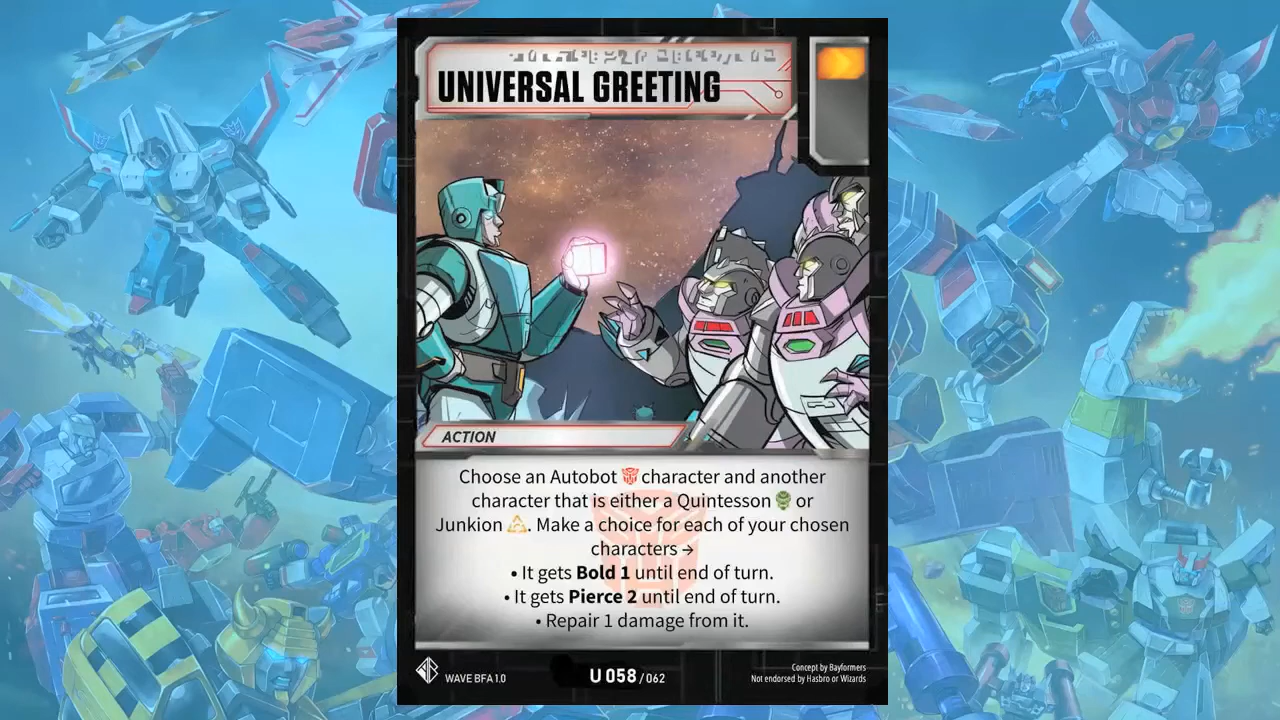 UNIVERSAL GREETING
ACTION
Choose an Autobot character and another
character that is either a Quintesson or
Junkion . Make a choice for each of your chosen
characters →
• It gets Bold 1 until end of turn.
• It gets Pierce 2 until end of turn.
• Repair 1 damage from it.
WAVE BFA 1.0
U 058 / 062
Concept by Bayformers
Not endorsed by Hasbro or Wizards